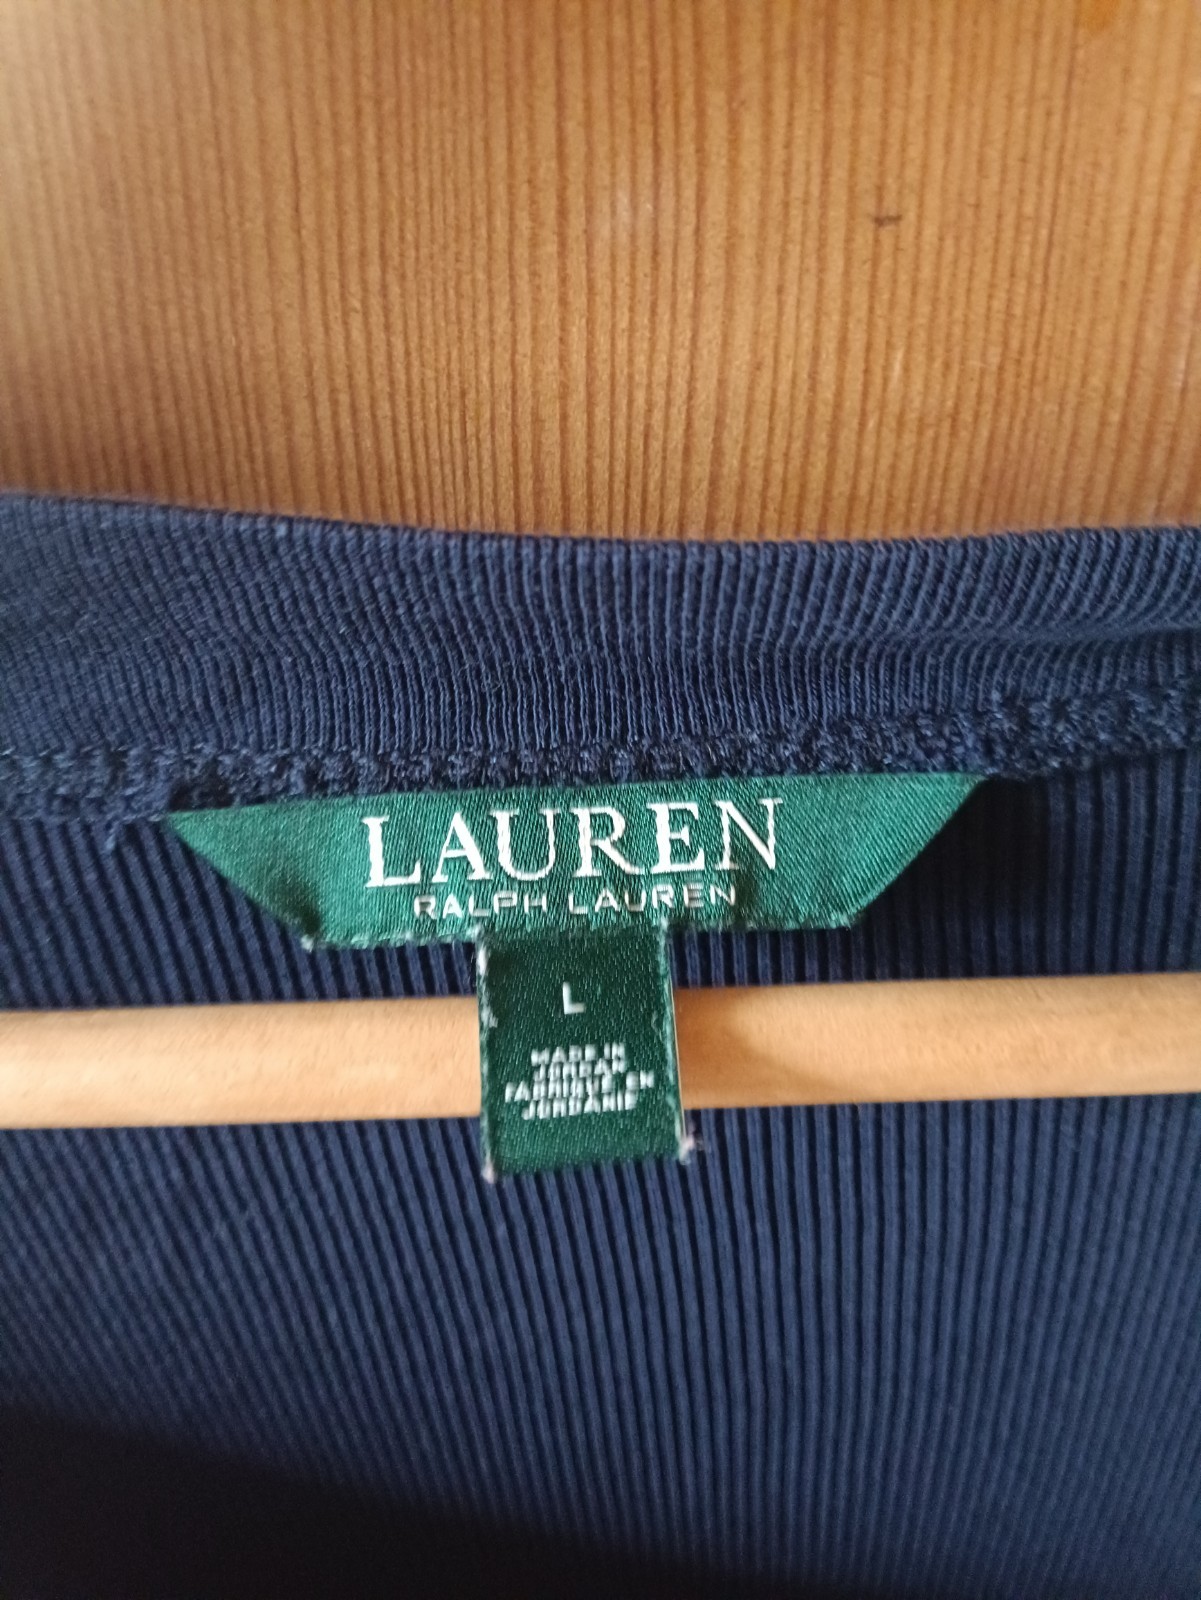 LAUREN
RALPH LAUREN
L
MADE IN
JORDAN
FABRIQUÉ EN
JORDANIE